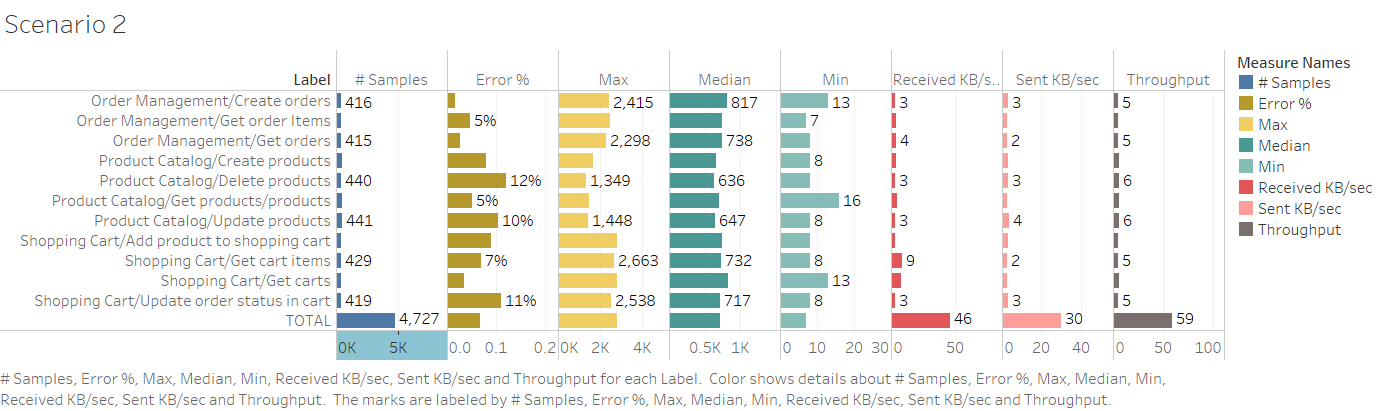 Scenario 2
Label # Samples Error % Max Median Min Received KB/s.. Sent KB/sec Throughput
Order Management/Create orders 416 2,415 817 13 3 3 5
Order Management/Get order Items 5% 7
Order Management/Get orders 415 2,298 738 4 2 5
Product Catalog/Create products 8
Product Catalog/Delete products 440 12% 1,349 636 3 3 6
Product Catalog/Get products/products 5% 16
Product Catalog/Update products 441 10% 1,448 647 8 3 4 6
Shopping Cart/Add product to shopping cart
Shopping Cart/Get cart items 429 7% 2,663 732 8 9 2 5
Shopping Cart/Get carts 13
Shopping Cart/Update order status in cart 419 11% 2,538 717 8 3 3 5
TOTAL 4,727 46 30 59
0K 5K 0.0 0.1 0.2 0K 2K 4K 0.5K 1K 0 10 20 30 0 50 0 20 40 0 50 100
Measure Names
# Samples
Error %
Max
Median
Min
Received KB/sec
Sent KB/sec
Throughput
# Samples, Error %, Max, Median, Min, Received KB/sec, Sent KB/sec and Throughput for each Label. Color shows details about # Samples, Error %, Max, Median, Min,
Received KB/sec, Sent KB/sec and Throughput. The marks are labeled by # Samples, Error %, Max, Median, Min, Received KB/sec, Sent KB/sec and Throughput.